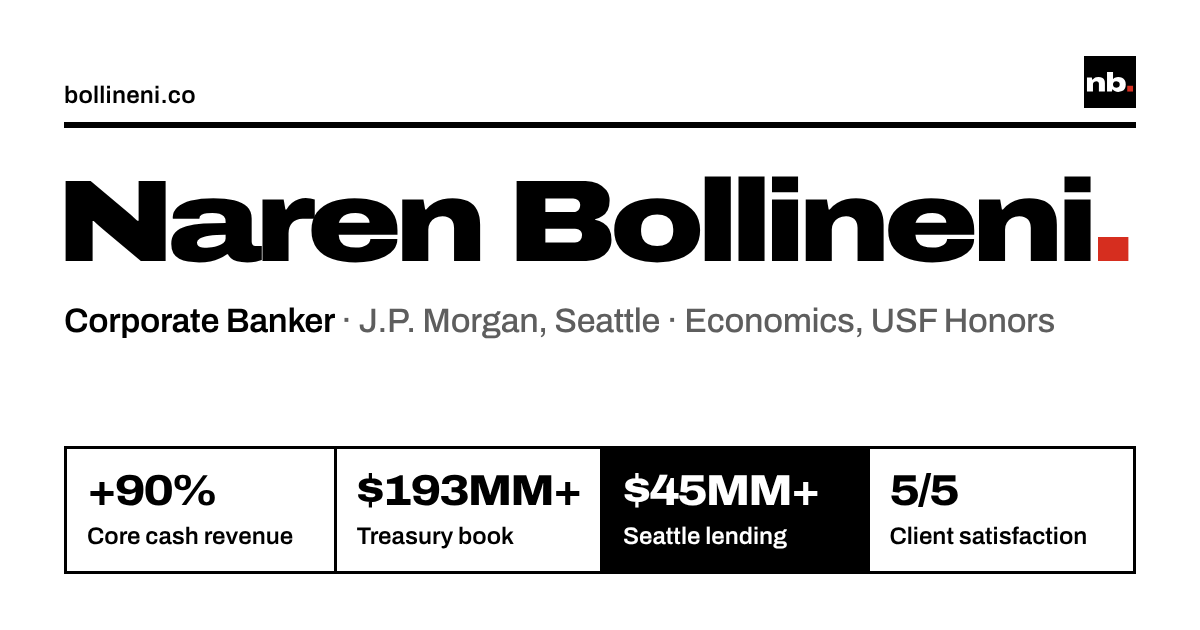 bollineni.co
nb.
Naren Bollineni.
Corporate Banker · J.P. Morgan, Seattle · Economics, USF Honors
+90%
Core cash revenue
$193MM+
Treasury book
$45MM+
Seattle lending
5/5
Client satisfaction